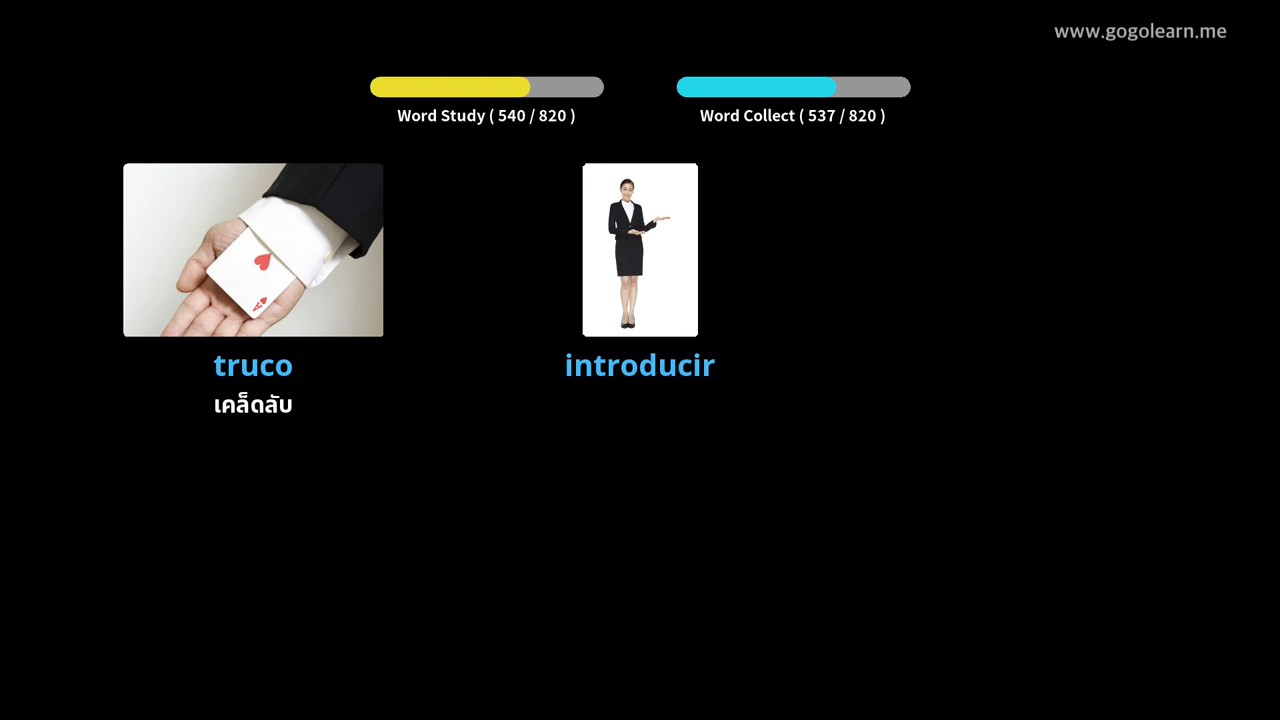 www.gogolearn.me
Word Study ( 540 / 820 )
Word Collect ( 537 / 820 )
A
truco
introducir
เคล็ดลับ